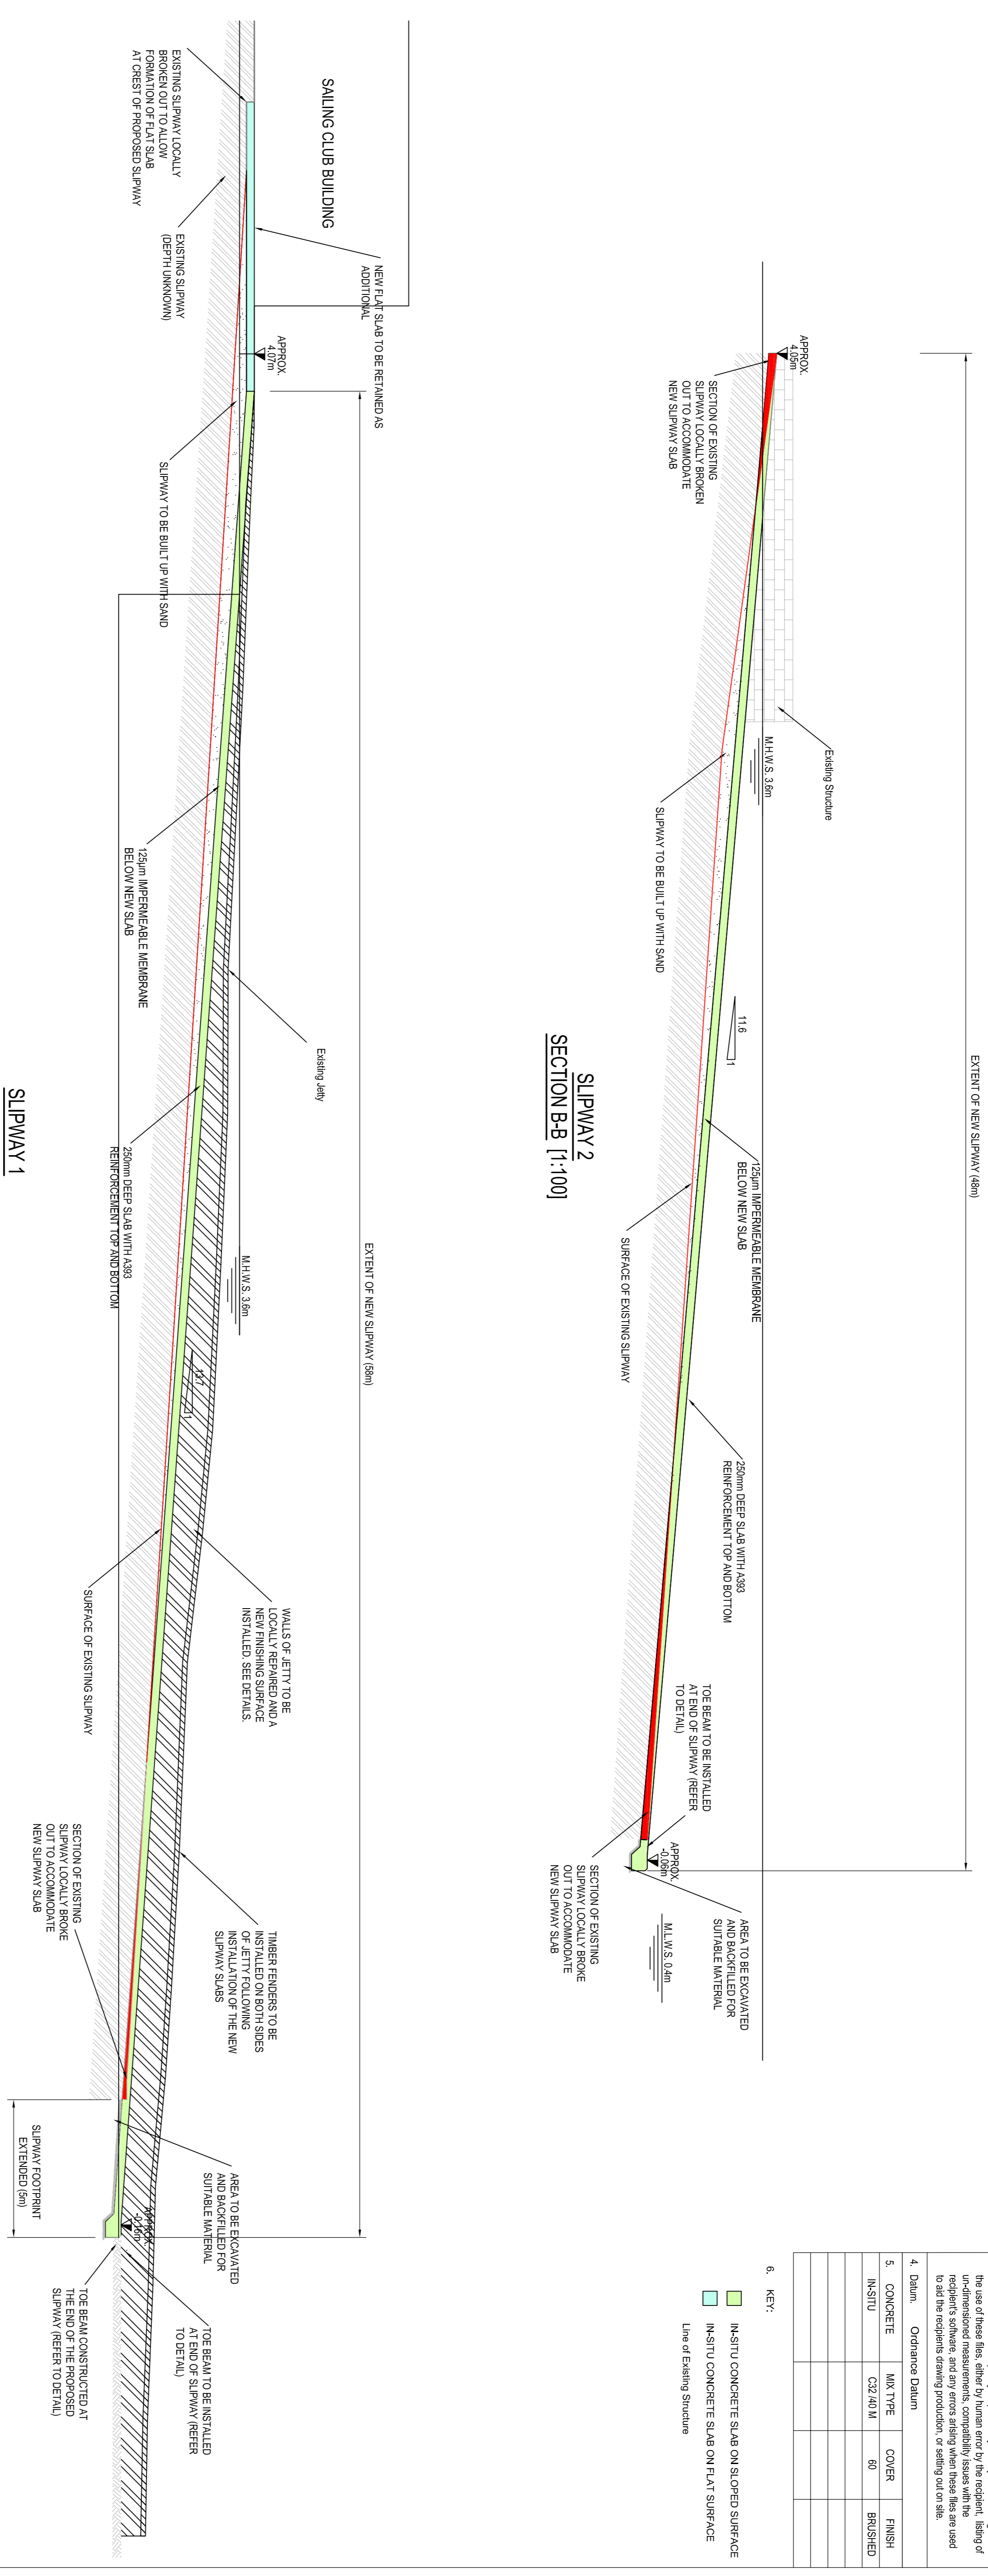 EXTENT OF NEW SLIPWAY (48m)
APPROX.
4.05m
SECTION OF EXISTING
SLIPWAY LOCALLY BROKEN
OUT TO ACCOMMODATE
NEW SLIPWAY SLAB
Existing Structure
M.H.W.S. 3.6m
SLIPWAY TO BE BUILT UP WITH SAND
11.6
1
125µm IMPERMEABLE MEMBRANE
BELOW NEW SLAB
SURFACE OF EXISTING SLIPWAY
250mm DEEP SLAB WITH A393
REINFORCEMENT TOP AND BOTTOM
TOE BEAM TO BE INSTALLED
AT END OF SLIPWAY (REFER
TO DETAIL)
APPROX.
-0.06m
SECTION OF EXISTING
SLIPWAY LOCALLY BROKE
OUT TO ACCOMMODATE
NEW SLIPWAY SLAB
M.L.W.S. 0.4m
AREA TO BE EXCAVATED
AND BACKFILLED FOR
SUITABLE MATERIAL
SLIPWAY 2
SECTION B-B [1:100]
SAILING CLUB BUILDING
EXISTING SLIPWAY LOCALLY
BROKEN OUT TO ALLOW
FORMATION OF FLAT SLAB
AT CREST OF PROPOSED SLIPWAY
EXISTING SLIPWAY
(DEPTH UNKNOWN)
NEW FLAT SLAB TO BE RETAINED AS
ADDITIONAL
APPROX.
4.07m
SLIPWAY TO BE BUILT UP WITH SAND
125µm IMPERMEABLE MEMBRANE
BELOW NEW SLAB
Existing Jetty
250mm DEEP SLAB WITH A393
REINFORCEMENT TOP AND BOTTOM
M.H.W.S. 3.6m
EXTENT OF NEW SLIPWAY (58m)
13.7
1
SURFACE OF EXISTING SLIPWAY
WALLS OF JETTY TO BE
LOCALLY REPAIRED AND A
NEW FINISHING SURFACE
INSTALLED. SEE DETAILS.
SECTION OF EXISTING
SLIPWAY LOCALLY BROKE
OUT TO ACCOMMODATE
NEW SLIPWAY SLAB
TIMBER FENDERS TO BE
INSTALLED ON BOTH SIDES
OF JETTY FOLLOWING
INSTALLATION OF THE NEW
SLIPWAY SLABS
SLIPWAY FOOTPRINT
EXTENDED (5m)
AREA TO BE EXCAVATED
AND BACKFILLED FOR
SUITABLE MATERIAL
APPROX.
-0.16m
TOE BEAM TO BE INSTALLED
AT END OF SLIPWAY (REFER
TO DETAIL)
TOE BEAM CONSTRUCTED AT
THE END OF THE PROPOSED
SLIPWAY (REFER TO DETAIL)
SLIPWAY 1
the use of these files, either by human error by the recipient, listing of
un-dimensioned measurements, compatibility issues with the
recipient's software, and any errors arising when these files are used
to aid the recipients drawing production, or setting out on site.
4. Datum. Ordnance Datum
5. CONCRETE MIX TYPE COVER FINISH
IN-SITU C32 /40 M 60 BRUSHED
6. KEY:
IN-SITU CONCRETE SLAB ON SLOPED SURFACE
IN-SITU CONCRETE SLAB ON FLAT SURFACE
Line of Existing Structure